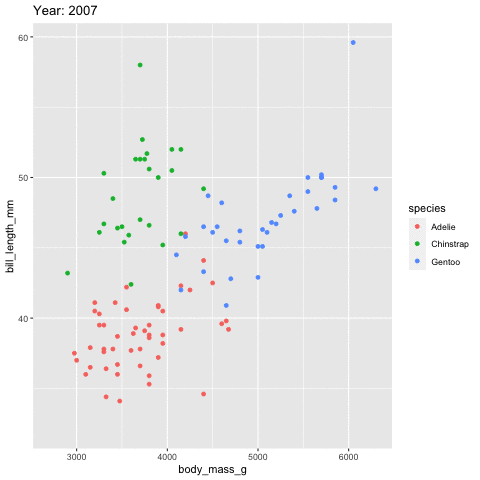 Year: 2007
60
50
40
bill_length_mm
3000
4000
5000
6000
body_mass_g
species
Adelie
Chinstrap
Gentoo